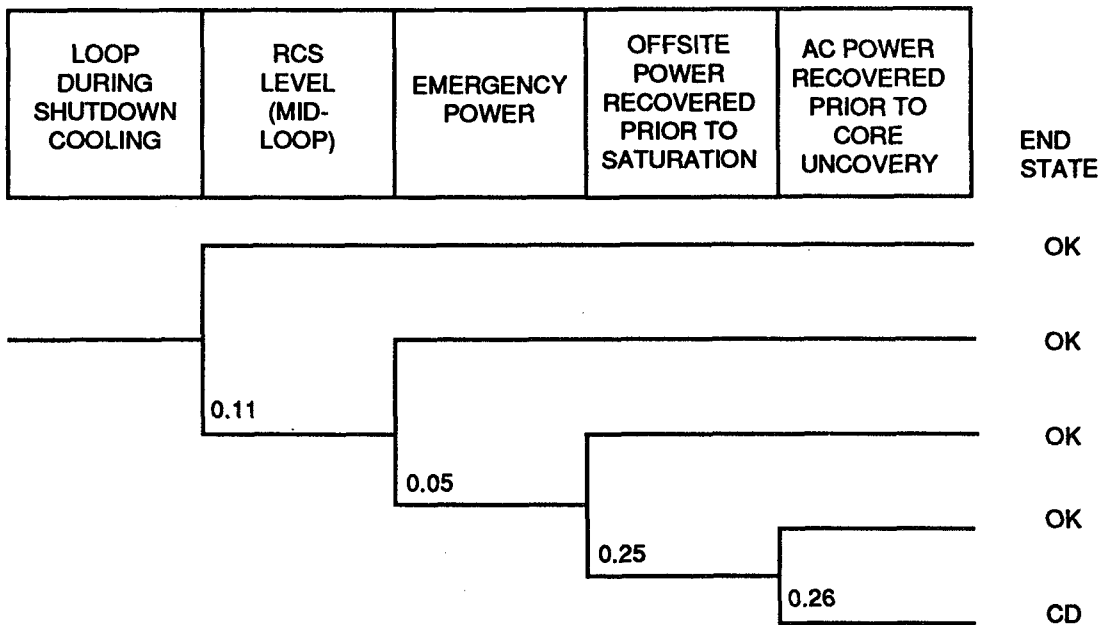 LOOP
DURING
SHUTDOWN
COOLING
RCS
LEVEL
(MID-
LOOP)
EMERGENCY
POWER
OFFSITE
POWER
RECOVERED
PRIOR TO
SATURATION
AC POWER
RECOVERED
PRIOR TO
CORE
UNCOVERY
END
STATE
OK
OK
0.11
OK
0.05
OK
0.25
0.26
CD